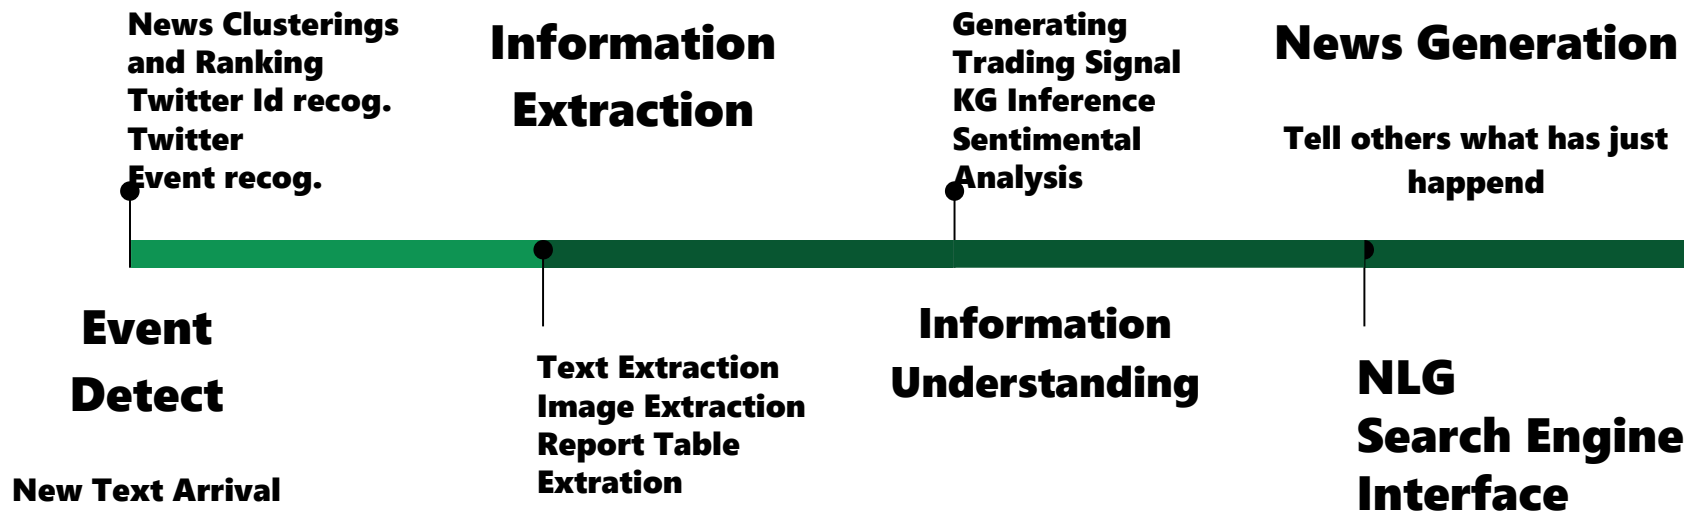 News Clusterings
and Ranking
Twitter Id recog.
Twitter
Event recog.
Event
Detect
New Text Arrival
Information
Extraction
Text Extraction
Image Extraction
Report Table
Extration
Generating
Trading Signal
KG Inference
Sentimental
Analysis
Information
Understanding
News Generation
Tell others what has just
happend
NLG
Search Engine
Interface